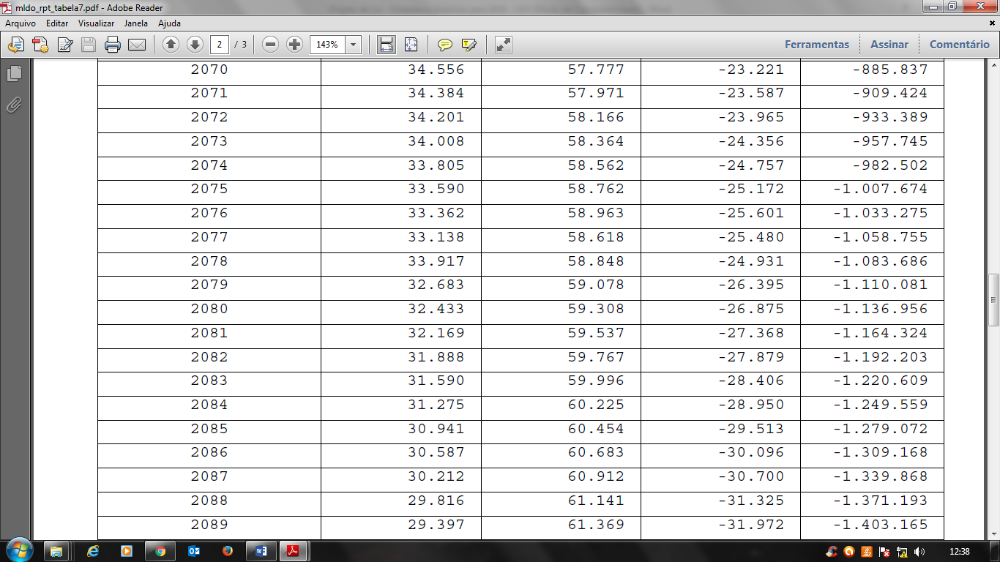 mldo_rpt_tabela7.pdf - Adobe Reader
Arquivo Editar Visualizar Janela Ajuda
2 / 3 143% Ferramentas Assinar Comentário
2070 34.556 57.777 -23.221 -885.837
2071 34.384 57.971 -23.587 -909.424
2072 34.201 58.166 -23.965 -933.389
2073 34.008 58.364 -24.356 -957.745
2074 33.805 58.562 -24.757 -982.502
2075 33.590 58.762 -25.172 -1.007.674
2076 33.362 58.963 -25.601 -1.033.275
2077 33.138 58.618 -25.480 -1.058.755
2078 33.917 58.848 -24.931 -1.083.686
2079 32.683 59.078 -26.395 -1.110.081
2080 32.433 59.308 -26.875 -1.136.956
2081 32.169 59.537 -27.368 -1.164.324
2082 31.888 59.767 -27.879 -1.192.203
2083 31.590 59.996 -28.406 -1.220.609
2084 31.275 60.225 -28.950 -1.249.559
2085 30.941 60.454 -29.513 -1.279.072
2086 30.587 60.683 -30.096 -1.309.168
2087 30.212 60.912 -30.700 -1.339.868
2088 29.816 61.141 -31.325 -1.371.193
2089 29.397 61.369 -31.972 -1.403.165
12:38